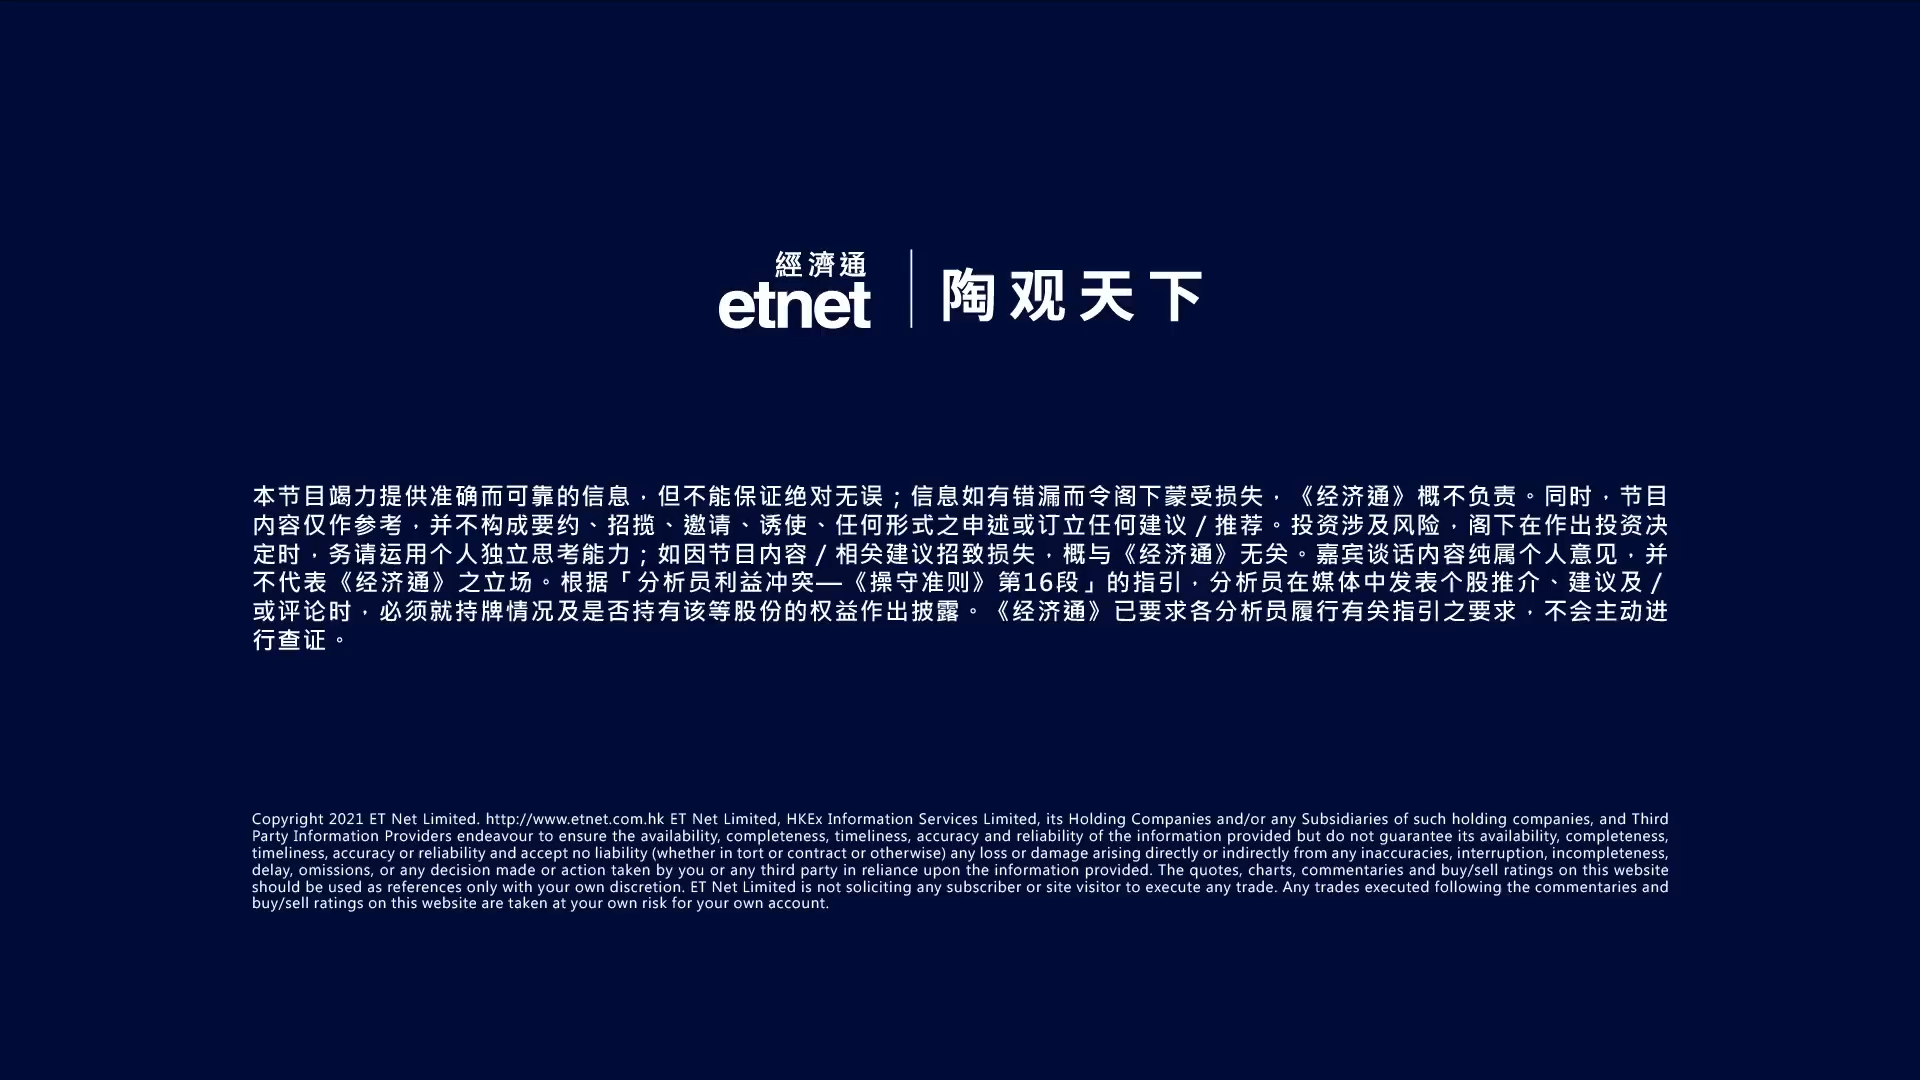 經濟通
etnet
陶观天下
本节目竭力提供准确而可靠的信息，但不能保证绝对无误；信息如有错漏而令阁下蒙受损失，《经济通》概不负责。同时，节目
内容仅作参考，并不构成要约、招揽、邀请、诱使、任何形式之申述或订立任何建议 / 推荐。投资涉及风险，阁下在作出投资决
定时，务请运用个人独立思考能力；如因节目内容 / 相关建议招致损失，概与《经济通》无关。嘉宾谈话内容纯属个人意见，并
不代表《经济通》之立场。根据「分析员利益冲突—《操守准则》第16段」的指引，分析员在媒体中发表个股推介、建议及 /
或评论时，必须就持牌情况及是否持有该等股份的权益作出披露。《经济通》已要求各分析员履行有关指引之要求，不会主动进
行查证。
Copyright 2021 ET Net Limited. http://www.etnet.com.hk ET Net Limited, HKEx Information Services Limited, its Holding Companies and/or any Subsidiaries of such holding companies, and Third
Party Information Providers endeavour to ensure the availability, completeness, timeliness, accuracy and reliability of the information provided but do not guarantee its availability, completeness,
timeliness, accuracy or reliability and accept no liability (whether in tort or contract or otherwise) any loss or damage arising directly or indirectly from any inaccuracies, interruption, incompleteness,
delay, omissions, or any decision made or action taken by you or any third party in reliance upon the information provided. The quotes, charts, commentaries and buy/sell ratings on this website
should be used as references only with your own discretion. ET Net Limited is not soliciting any subscriber or site visitor to execute any trade. Any trades executed following the commentaries and
buy/sell ratings on this website are taken at your own risk for your own account.